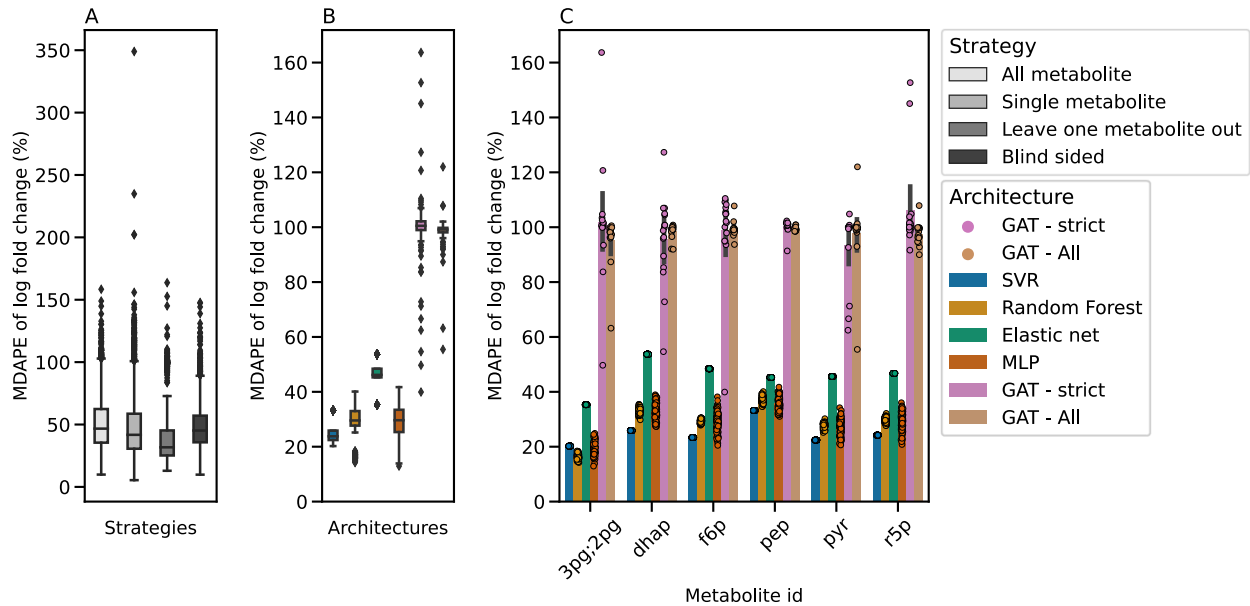 A
B
C
MDAPE of log fold change (%)
350
300
250
200
150
100
50
0
Strategies
MDAPE of log fold change (%)
160
140
120
100
80
60
40
20
0
Architectures
MDAPE of log fold change (%)
160
140
120
100
80
60
40
20
0
3pg;2pg
dhap
f6p
pep
pyr
r5p
Metabolite id
Strategy
All metabolite
Single metabolite
Leave one metabolite out
Blind sided
Architecture
GAT - strict
GAT - All
SVR
Random Forest
Elastic net
MLP
GAT - strict
GAT - All